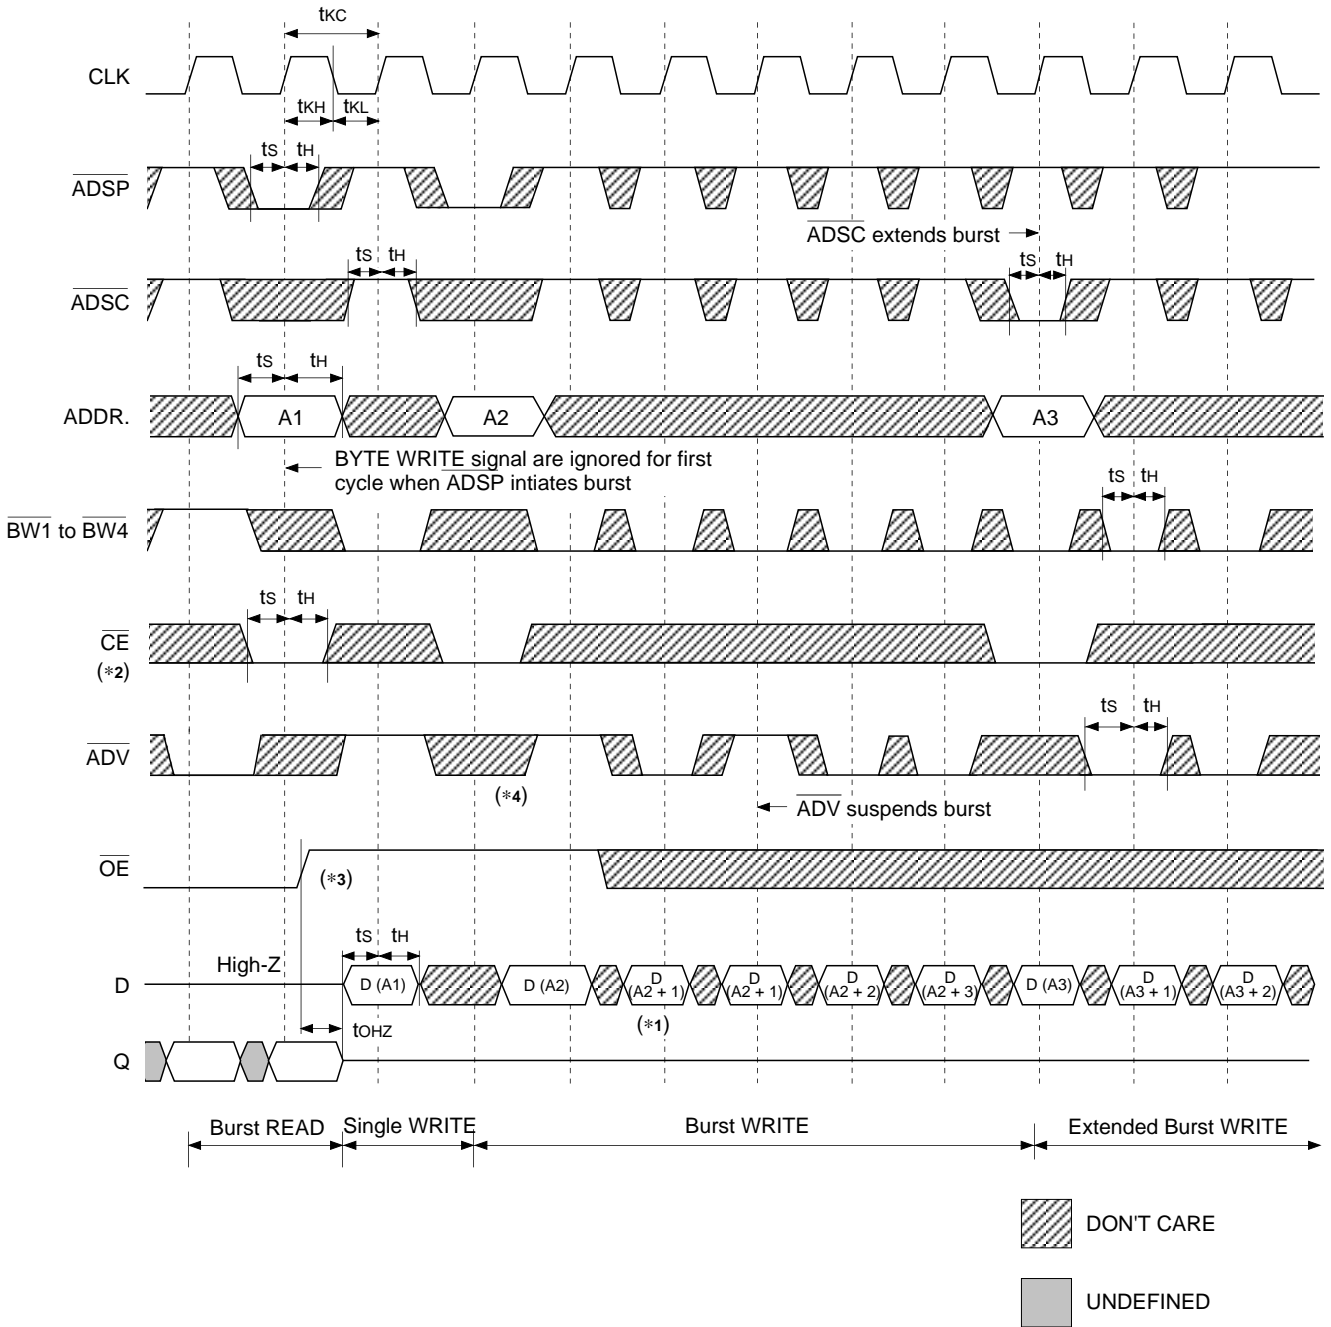 tKC
CLK
tKH
tKL
tS
tH
ADSP
ADSC extends burst
tS
tH
tS
tH
ADSC
tS
tH
ADDR.
A1
A2
A3
BYTE WRITE signal are ignored for first
cycle when ADSP intiates burst
tS
tH
BW1 to BW4
tS
tH
CE
(*2)
tS
tH
ADV
(*4)
ADV suspends burst
OE
(*3)
tS
tH
High-Z
D
D (A1)
D (A2)
D
(A2 + 1)
D
(A2 + 1)
D
(A2 + 2)
D
(A2 + 3)
D (A3)
D
(A3 + 1)
D
(A3 + 2)
(*1)
tOHZ
Q
Burst READ
Single WRITE
Burst WRITE
Extended Burst WRITE
DON'T CARE
UNDEFINED